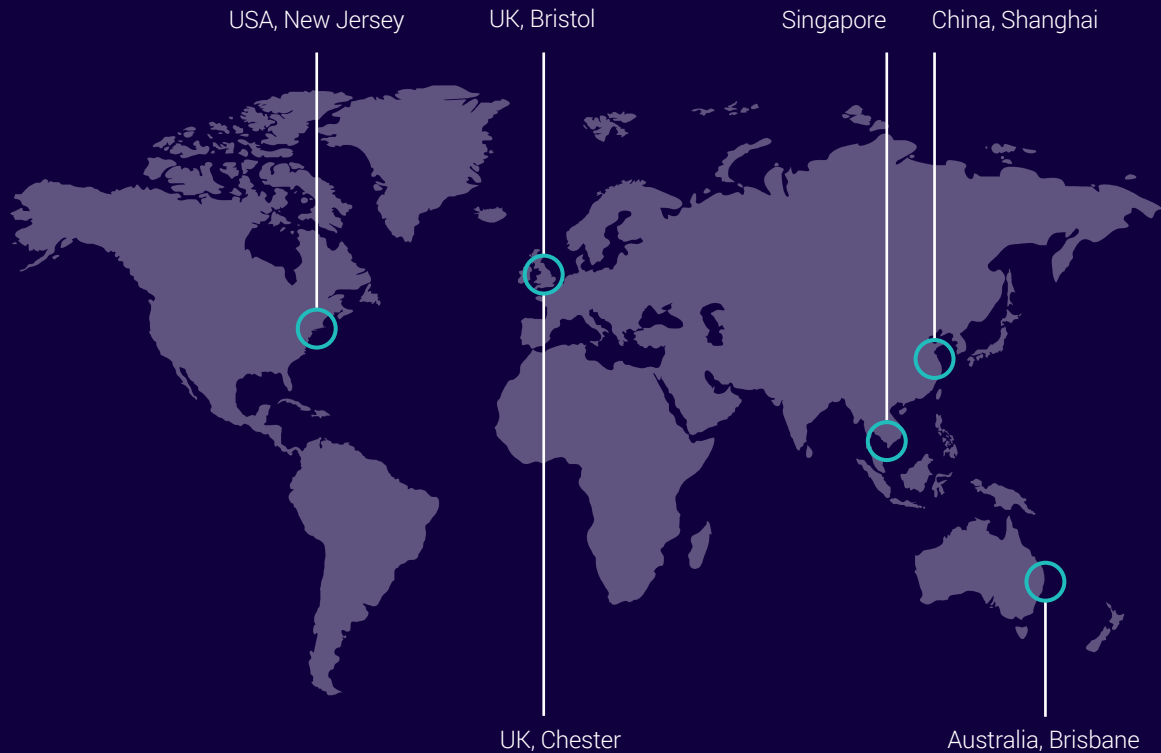 USA, New Jersey
UK, Bristol
Singapore
China, Shanghai
UK, Chester
Australia, Brisbane